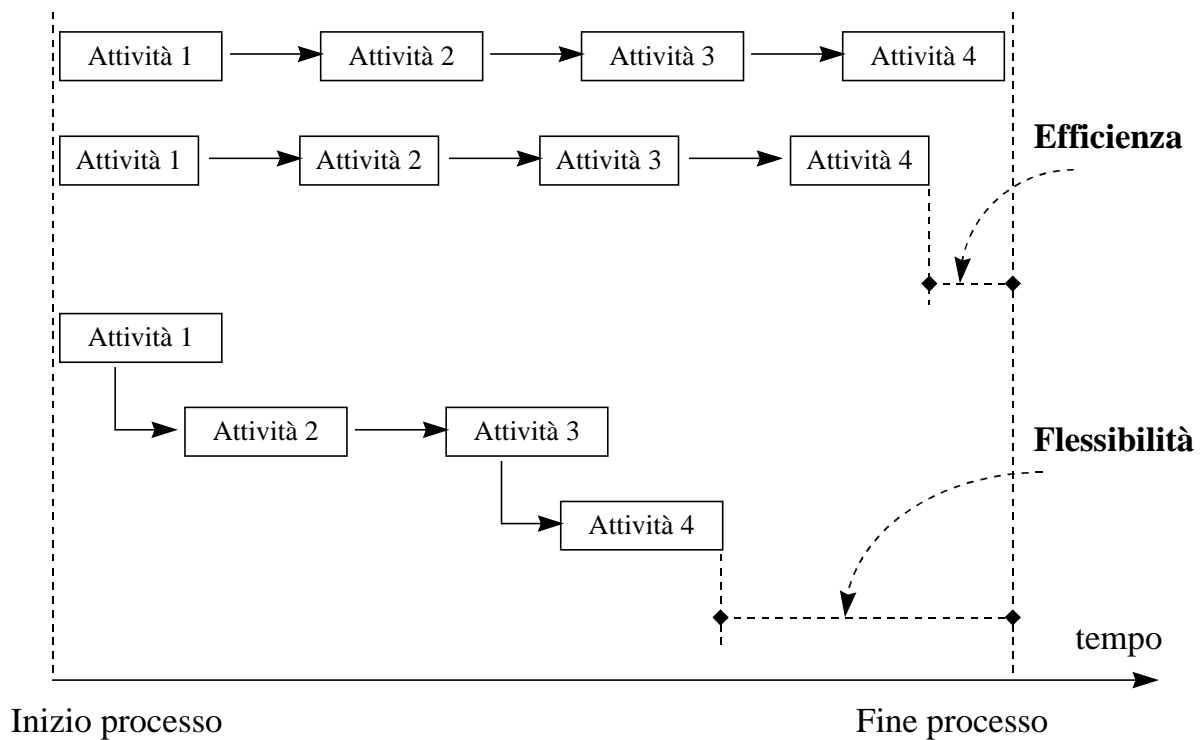 Attività 1
Attività 2
Attività 3
Attività 4
Efficienza
Attività 1
Attività 2
Attività 3
Attività 4
Attività 1
Attività 2
Attività 3
Flessibilità
Attività 4
tempo
Inizio processo
Fine processo